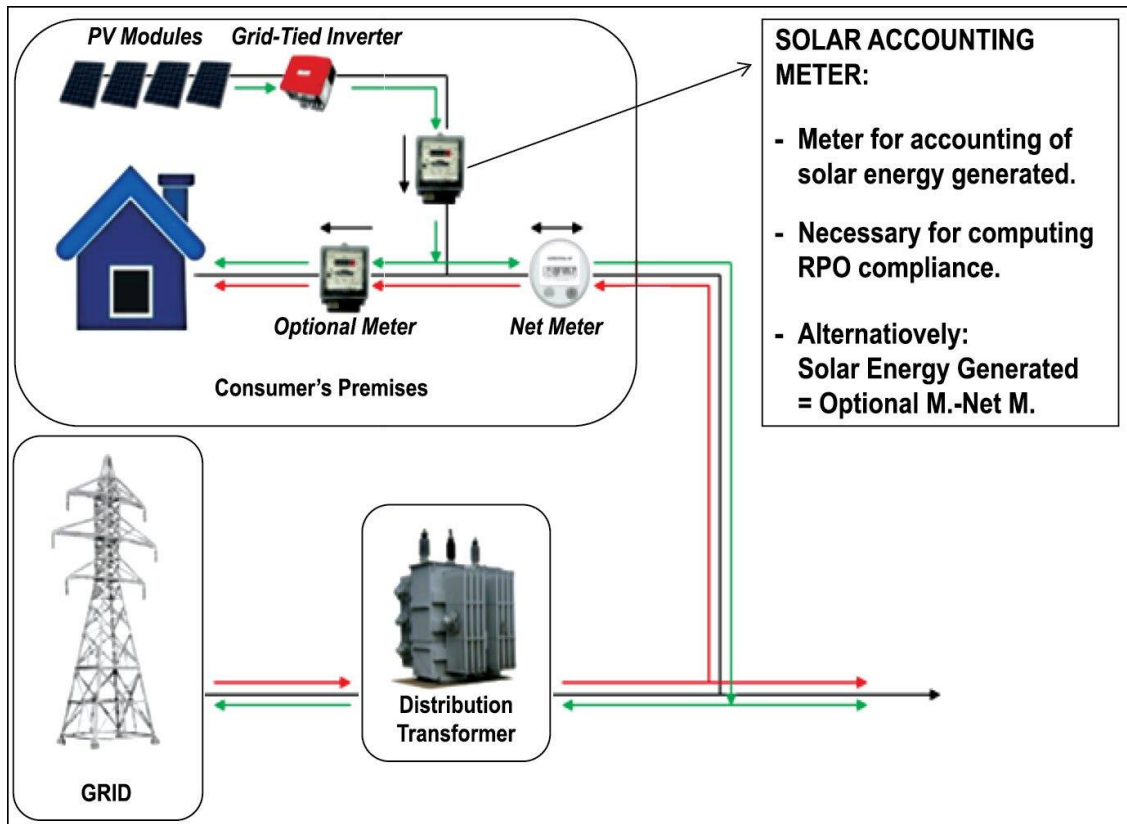 PV Modules
Grid-Tied Inverter
SOLAR ACCOUNTING
METER:
- Meter for accounting of
solar energy generated.
- Necessary for computing
RPO compliance.
- Alternatiovely:
Solar Energy Generated
= Optional M.-Net M.
Optional Meter
Net Meter
Consumer's Premises
Distribution
Transformer
GRID